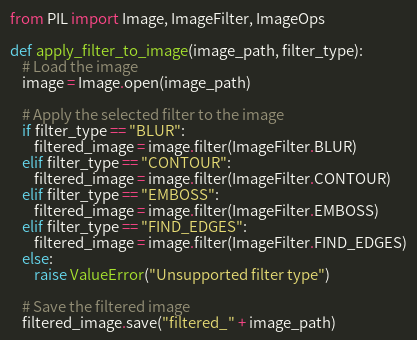 from PIL import Image, ImageFilter, ImageOps

def apply_filter_to_image(image_path, filter_type):
    # Load the image
    image = Image.open(image_path)

    # Apply the selected filter to the image
    if filter_type == "BLUR":
        filtered_image = image.filter(ImageFilter.BLUR)
    elif filter_type == "CONTOUR":
        filtered_image = image.filter(ImageFilter.CONTOUR)
    elif filter_type == "EMBOSS":
        filtered_image = image.filter(ImageFilter.EMBOSS)
    elif filter_type == "FIND_EDGES":
        filtered_image = image.filter(ImageFilter.FIND_EDGES)
    else:
        raise ValueError("Unsupported filter type")

    # Save the filtered image
    filtered_image.save("filtered_" + image_path)